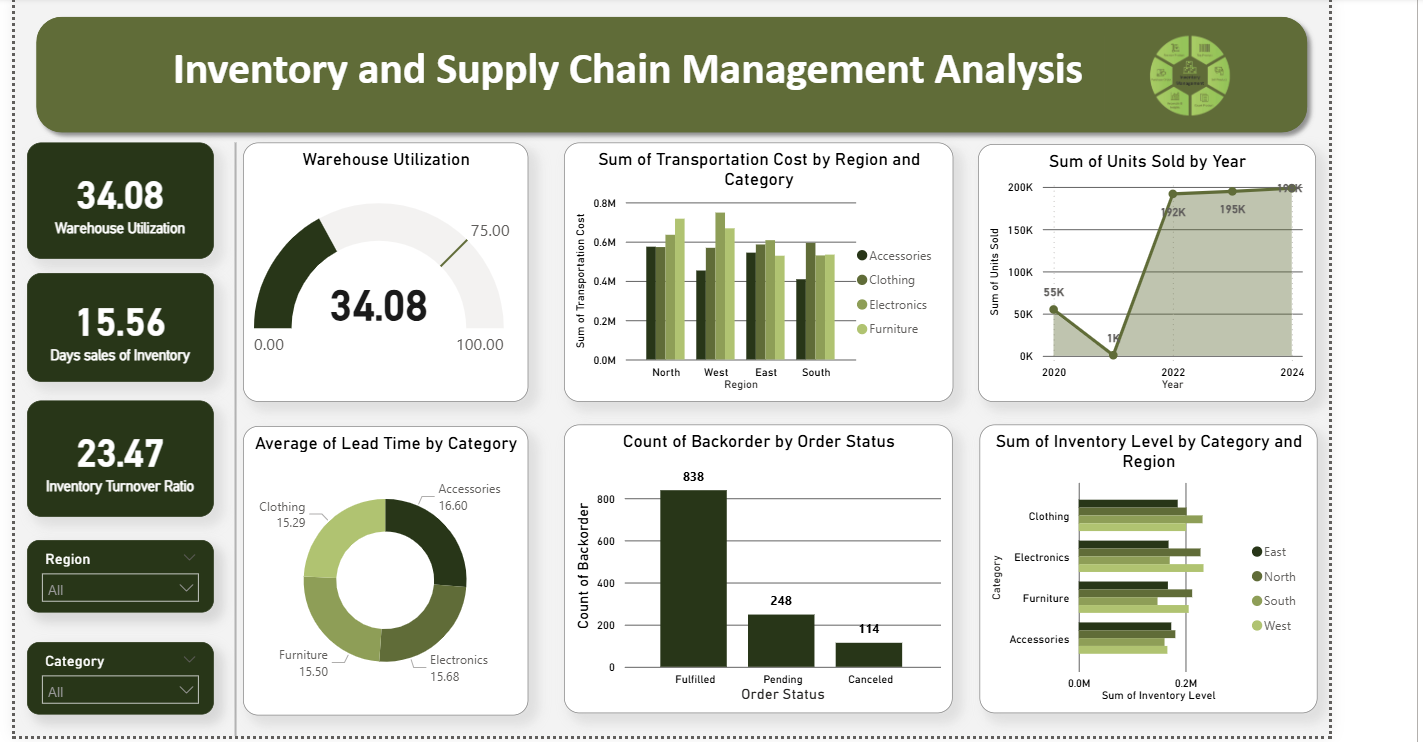 Inventory and Supply Chain Management Analysis
34.08
Warehouse Utilization
15.56
Days sales of Inventory
23.47
Inventory Turnover Ratio
Region
All
Category
All
Warehouse Utilization
75.00
34.08
0.00
100.00
Sum of Transportation Cost by Region and
Category
Sum of Transportation Cost
0.8M
0.6M
0.4M
0.2M
0.0M
North
West
East
South
Region
Accessories
Clothing
Electronics
Furniture
Sum of Units Sold by Year
Sum of Units Sold
200K
150K
100K
50K
0K
55K
1K
192K
195K
2020
2022
2024
Year
Average of Lead Time by Category
Accessories
16.60
Clothing
15.29
Furniture
15.50
Electronics
15.68
Count of Backorder by Order Status
Count of Backorder
800
600
400
200
0
838
248
114
Fulfilled
Pending
Canceled
Order Status
Sum of Inventory Level by Category and
Region
Category
Clothing
Electronics
Furniture
Accessories
0.0M
0.2M
Sum of Inventory Level
East
North
South
West